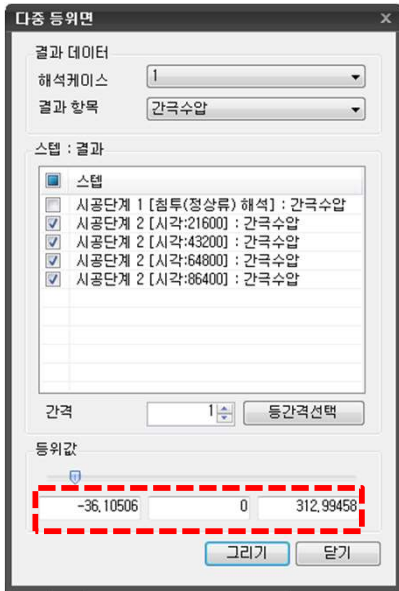 다중 등위면 x
결과 데이터
해석케이스 1
결과 항목 간극수압
스텝 : 결과
스텝
시공단계 1 [침투(정상류) 해석] : 간극수압
시공단계 2 [시각:21600] : 간극수압
시공단계 2 [시각:43200] : 간극수압
시공단계 2 [시각:64800] : 간극수압
시공단계 2 [시각:86400] : 간극수압
간격 1 등간격선택
등위값
-36,10506 0 312,99458
그리기 닫기